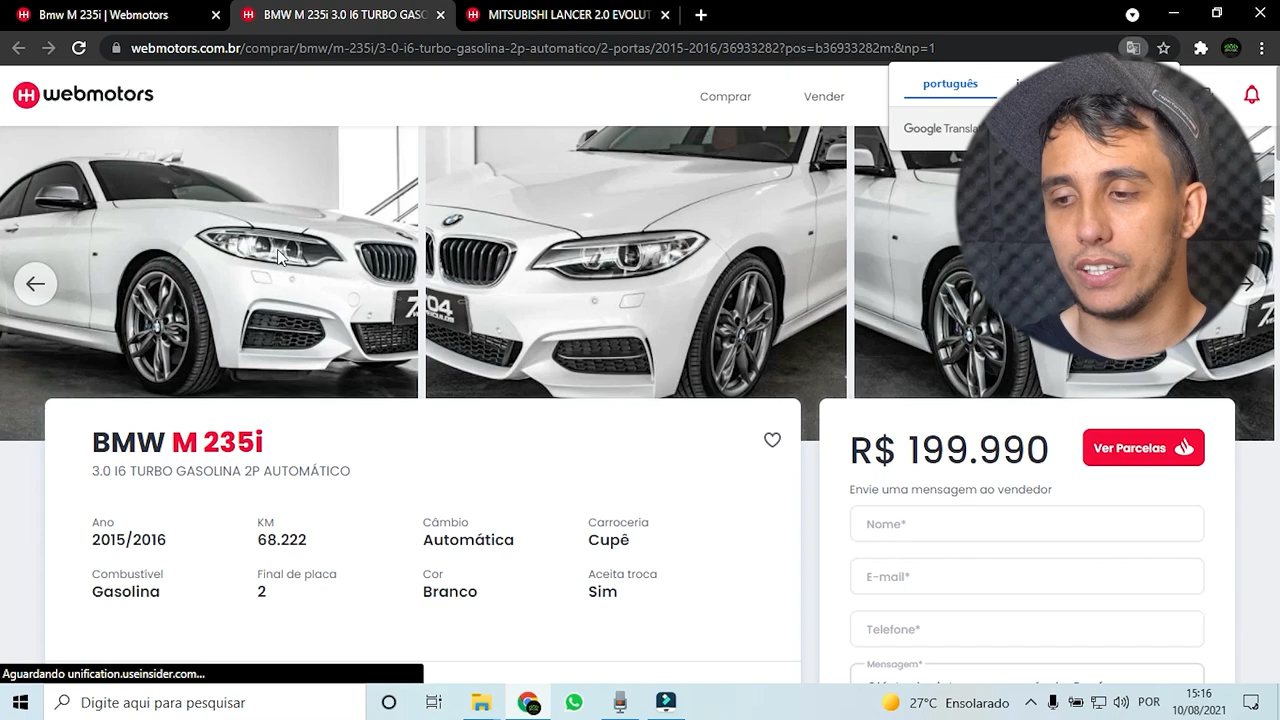 Bmw M 235i | Webmotors
BMW M 235i 3.0 I6 TURBO GASO
MITSUBISHI LANCER 2.0 EVOLUT
webmotors.com.br/comprar/bmw/m-235i/3-0-i6-turbo-gasolina-2p-automatico/2-portas/2015-2016/36933282?pos=b36933282m:&np=1
webmotors
Comprar
Vender
português
Google Transla
BMW M 235i
3.0 I6 TURBO GASOLINA 2P AUTOMÁTICO
Ano
2015/2016
KM
68.222
Câmbio
Automática
Carroceria
Cupê
Combustível
Gasolina
Final de placa
2
Cor
Branco
Aceita troca
Sim
R$ 199.990
Ver Parcelas
Envie uma mensagem ao vendedor
Nome*
E-mail*
Telefone*
Mensagem*
Aguardando unification.useinsider.com...
Digite aqui para pesquisar
27°C Ensolarado
POR
15:16
10/08/2021